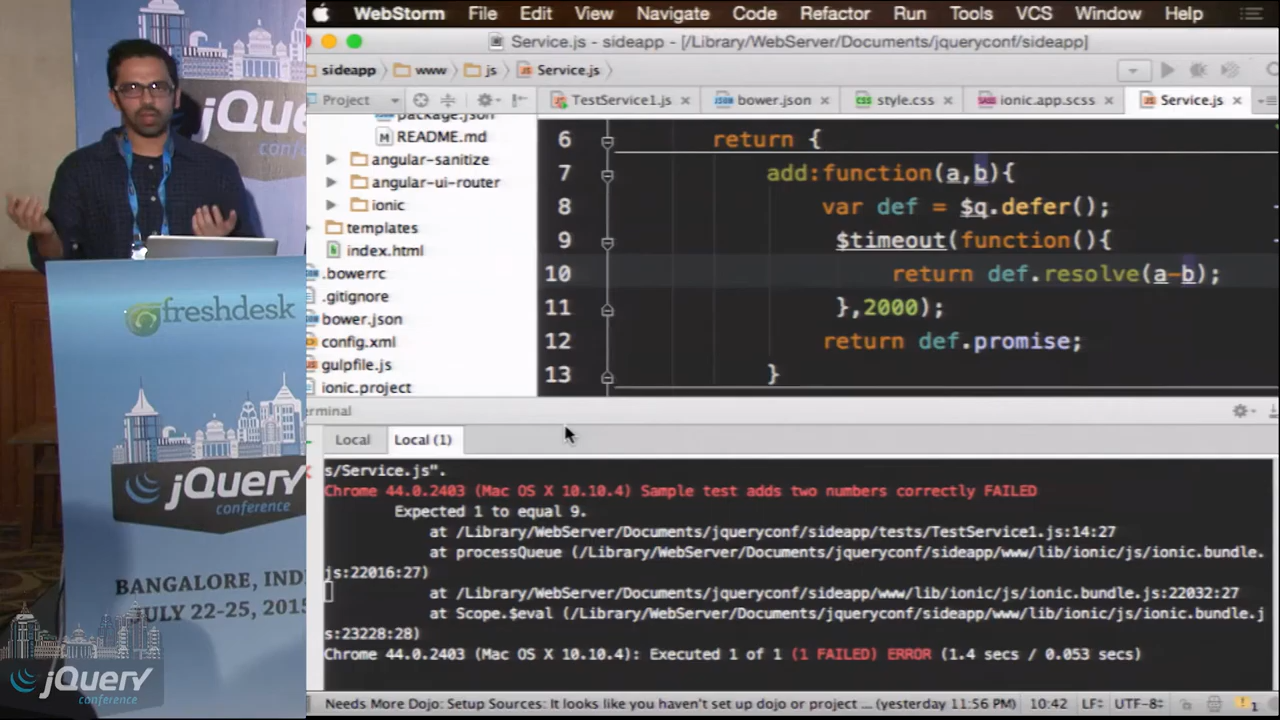 WebStorm File Edit View Navigate Code Refactor Run Tools VCS Window Help
Service.js - sideapp - [/Library/WebServer/Documents/jqueryconf/sideapp]
sideapp www js Service.js
Project TestService1.js bower.json style.css ionic.app.scss Service.js
package.json
README.md
angular-sanitize
angular-ui-router
ionic
templates
index.html
.bowerrc
.gitignore
bower.json
config.xml
gulpfile.js
ionic.project
6 return {
7 add:function(a,b){
8 var def = $q.defer();
9 $timeout(function(){
10 return def.resolve(a-b);
11 },2000);
12 return def.promise;
13 }
erminal
Local Local (1)
s/Service.js".
Chrome 44.0.2403 (Mac OS X 10.10.4) Sample test adds two numbers correctly FAILED
Expected 1 to equal 9.
at /Library/WebServer/Documents/jqueryconf/sideapp/tests/TestService1.js:14:27
at processQueue (/Library/WebServer/Documents/jqueryconf/sideapp/www/lib/ionic/js/ionic.bundle.
js:22016:27)
at /Library/WebServer/Documents/jqueryconf/sideapp/www/lib/ionic/js/ionic.bundle.js:22032:27
at Scope.$eval (/Library/WebServer/Documents/jqueryconf/sideapp/www/lib/ionic/js/ionic.bundle.j
s:23228:28)
Chrome 44.0.2403 (Mac OS X 10.10.4): Executed 1 of 1 (1 FAILED) ERROR (1.4 secs / 0.053 secs)
Needs More Dojo: Setup Sources: It looks like you haven't set up dojo or project ... (yesterday 11:56 PM) 10:42 LF÷ UTF-8÷ 1
jQu
confe
freshdesk
jQuery
conference
BANGALORE, INDI
JULY 22-25, 2015
jQuery
conference